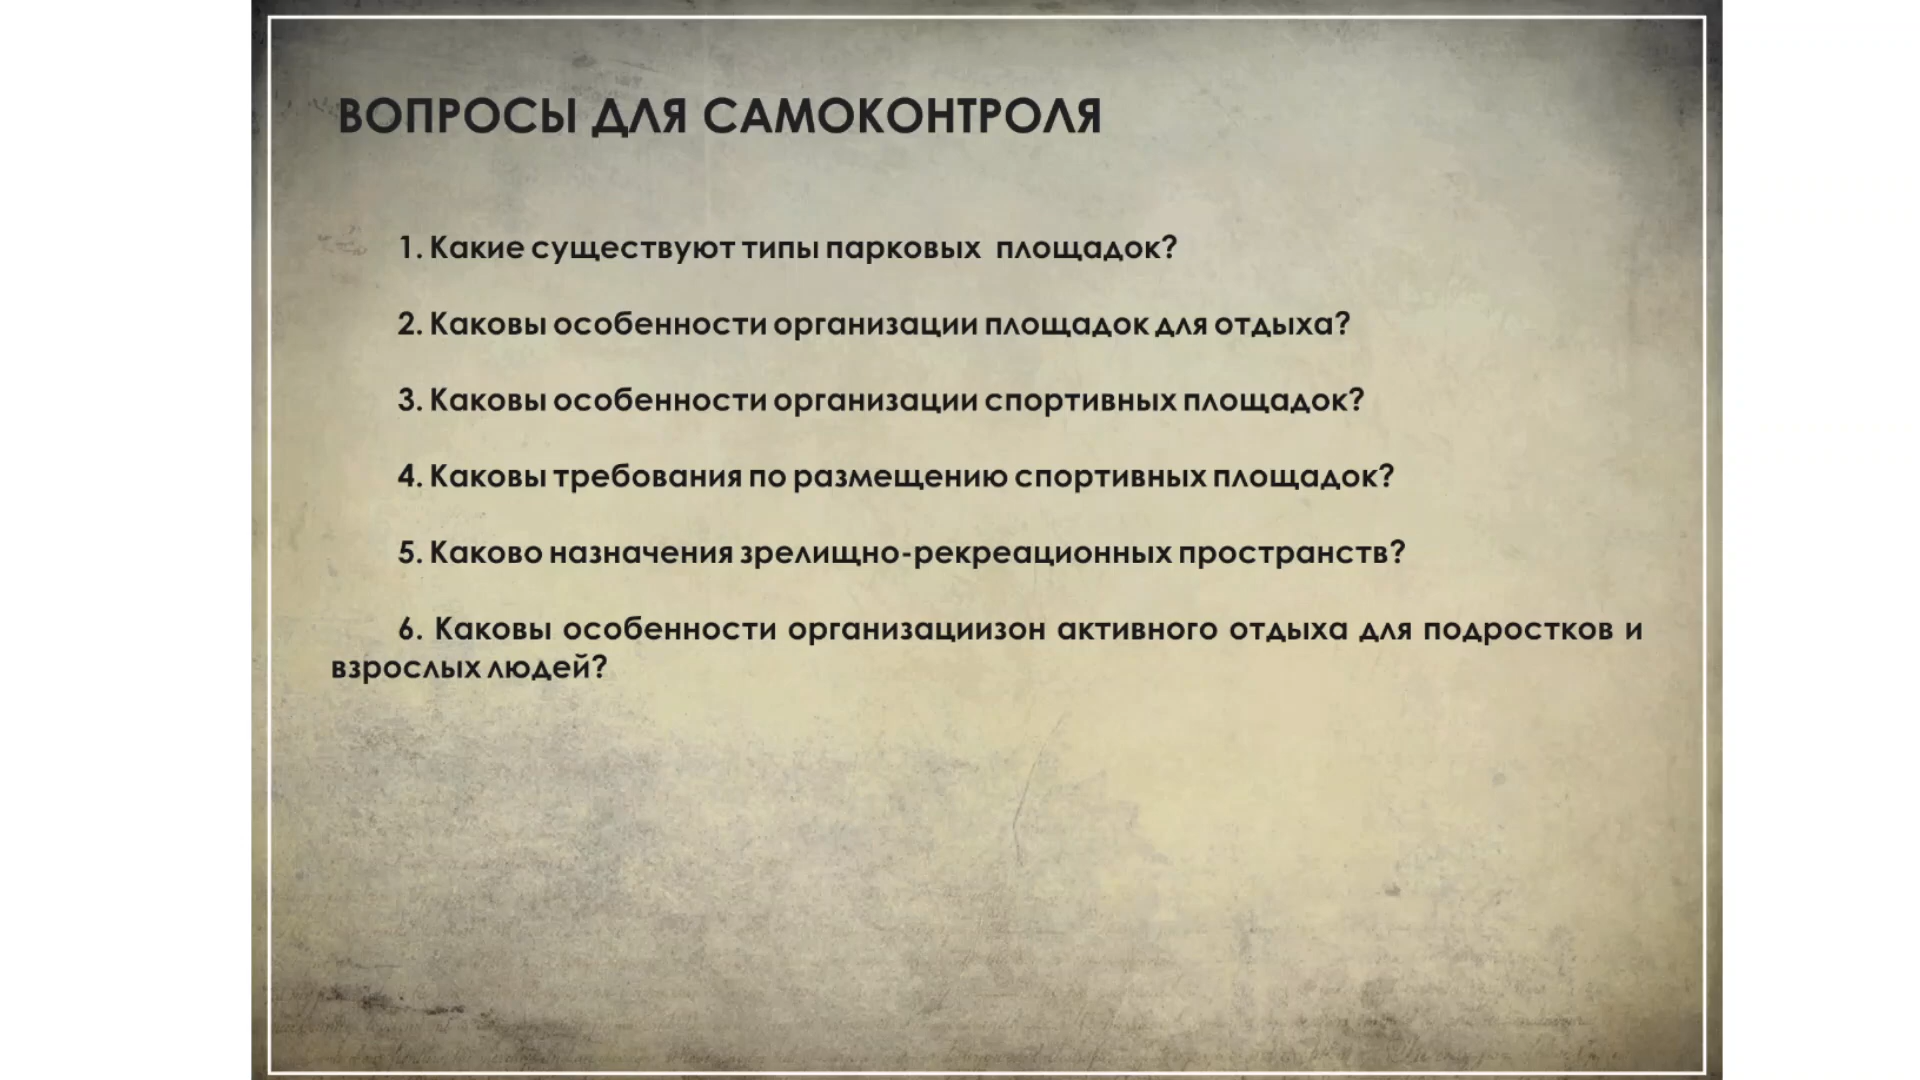 ВОПРОСЫ ДЛЯ САМОКОНТРОЛЯ
1. Какие существуют типы парковых  площадок?
2. Каковы особенности организации площадок для отдыха?
3. Каковы особенности организации спортивных площадок?
4. Каковы требования по размещению спортивных площадок?
5. Каково назначения зрелищно-рекреационных пространств?
6. Каковы особенности организациизон активного отдыха для подростков и
взрослых людей?